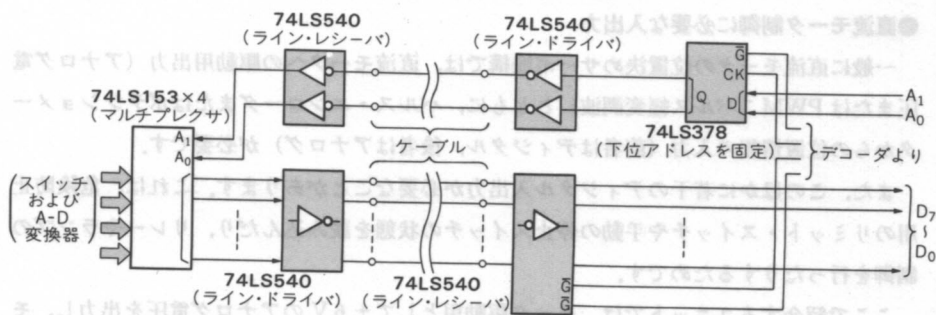 74LS540
(ライン・レシーバ)
74LS540
(ライン・ドライバ)
74LS153×4
(マルチプレクサ)
A₁
A₀
G̅
CK
Q
D
A₁
A₀
74LS378
(下位アドレスを固定)
ケーブル
デコーダより
スイッチ
および
A-D
変換器
D₇
〜
D₀
74LS540
(ライン・ドライバ)
74LS540
(ライン・レシーバ)
G̅
G̅